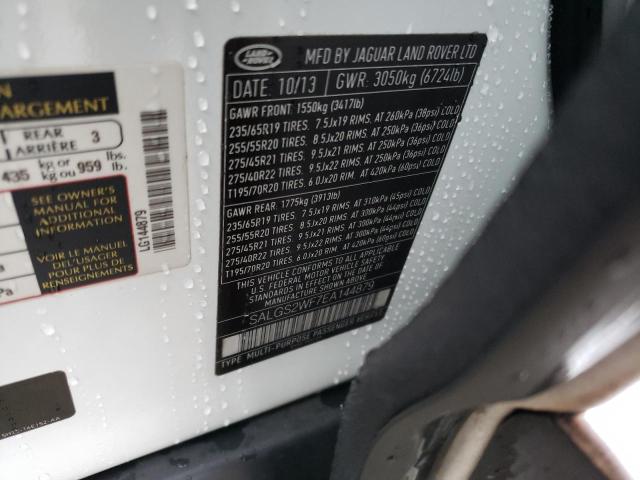 LAND ROVER
MFD BY JAGUAR LAND ROVER LTD
DATE: 10/13
GWR: 3050kg (6724lb)
GAWR FRONT: 1550kg (3417lb)
235/65R19 TIRES. 7.5Jx19 RIMS. AT 260kPa (38psi) COLD
255/55R20 TIRES. 8.5Jx20 RIMS. AT 250kPa (36psi) COLD
275/45R21 TIRES. 9.5Jx21 RIMS. AT 250kPa (36psi) COLD
275/40R22 TIRES. 9.5Jx22 RIMS. AT 250kPa (36psi) COLD
T195/70R20 TIRES. 6.0Jx20 RIM. AT 420kPa (60psi) COLD
GAWR REAR: 1775kg (3913lb)
235/65R19 TIRES. 7.5Jx19 RIMS. AT 310kPa (45psi) COLD
255/55R20 TIRES. 8.5Jx20 RIMS. AT 300kPa (44psi) COLD
275/45R21 TIRES. 9.5Jx21 RIMS. AT 300kPa (44psi) COLD
275/40R22 TIRES. 9.5Jx22 RIMS. AT 300kPa (44psi) COLD
T195/70R20 TIRES. 6.0Jx20 RIM. AT 420kPa (60psi) COLD
THIS VEHICLE CONFORMS TO ALL APPLICABLE
U.S. FEDERAL MOTOR VEHICLE SAFETY
STANDARDS IN EFFECT ON THE DATE OF
MANUFACTURE SHOWN ABOVE
SALGS2WF7EA144879
TYPE: MULTI-PURPOSE PASSENGER VEHICLE
ON
ARGEMENT
REAR
ARRIÈRE
3
435 kg or
kg ou 959 lbs.
lb.
SEE OWNER'S
MANUAL FOR
ADDITIONAL
INFORMATION
VOIR LE MANUEL
DE L'USAGER
POUR PLUS DE
RENSEIGNEMENTS
LG144879